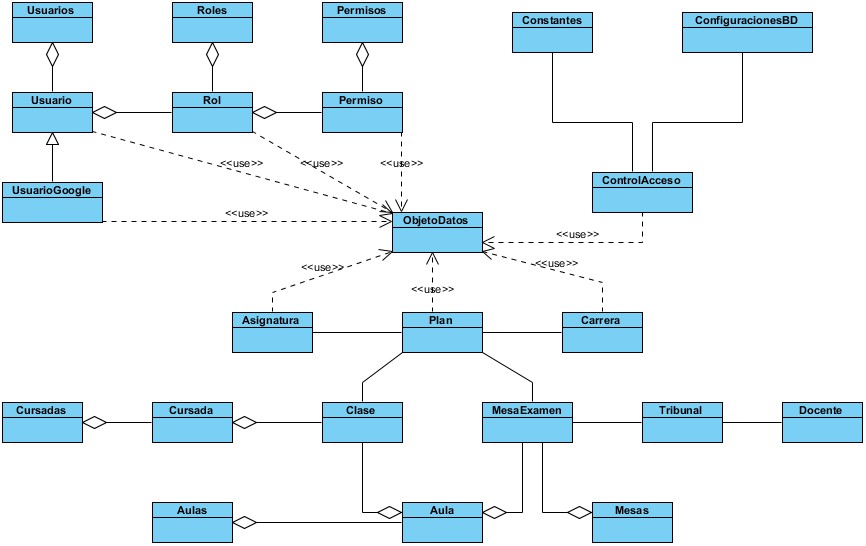 Usuarios
Roles
Permisos
Constantes
ConfiguracionesBD
Usuario
Rol
Permiso
<<use>>
<<use>>
<<use>>
ControlAcceso
UsuarioGoogle
<<use>>
ObjetoDatos
<<use>>
<<use>>
<<use>>
<<use>>
Asignatura
Plan
Carrera
Cursadas
Cursada
Clase
MesaExamen
Tribunal
Docente
Aulas
Aula
Mesas